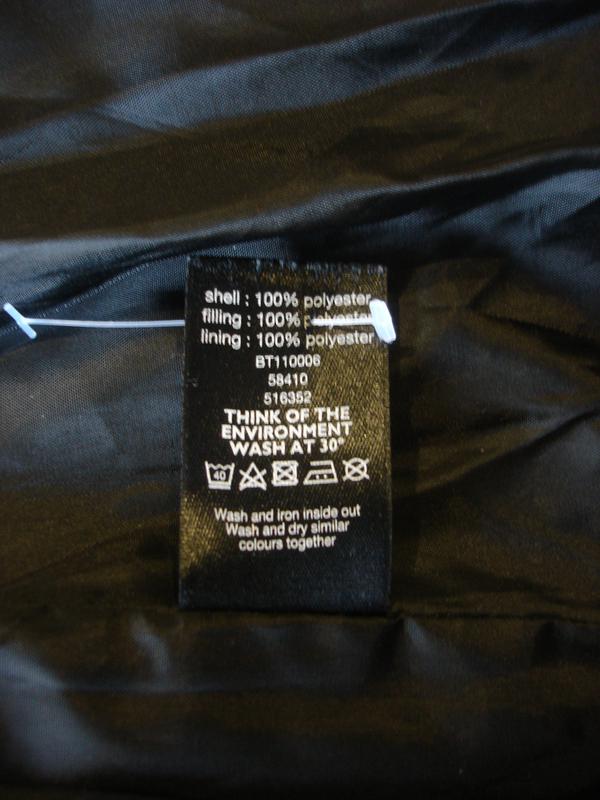 shell : 100% polyester
filling : 100% polyester
lining : 100% polyester
BT110006
58410
516352
THINK OF THE
ENVIRONMENT
WASH AT 30°
40
Wash and iron inside out
Wash and dry similar
colours together